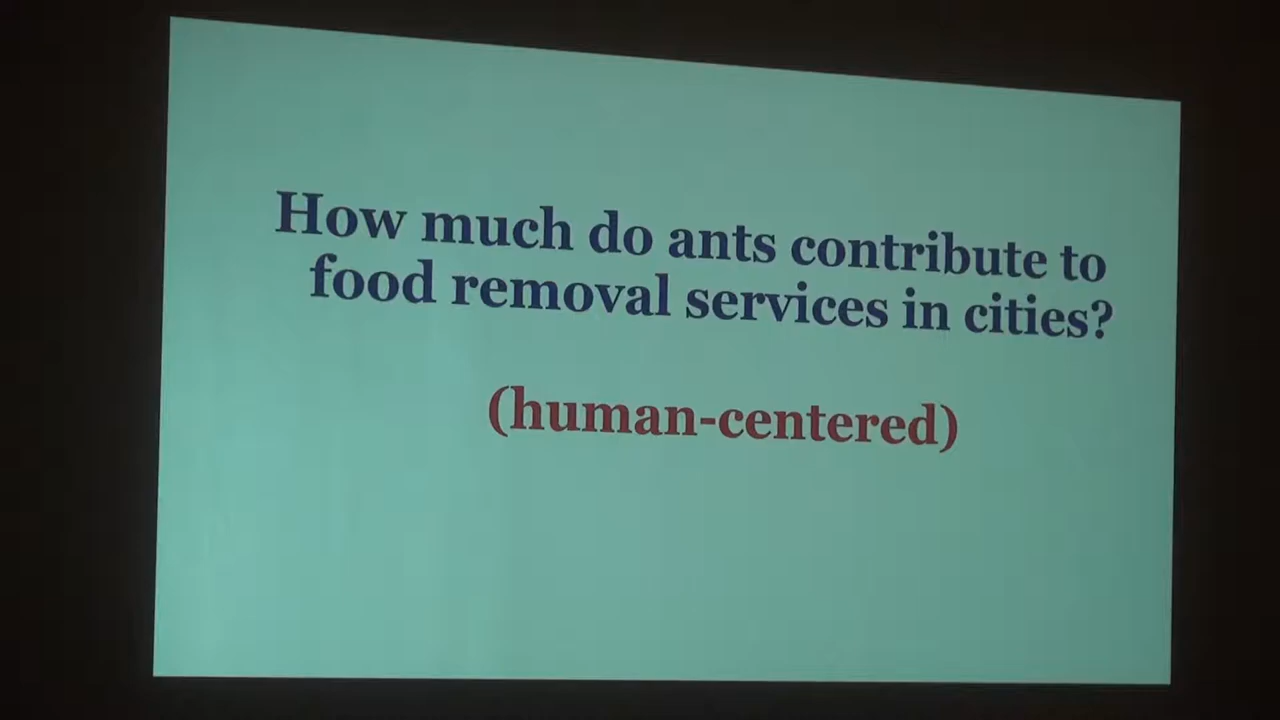 How much do ants contribute to
food removal services in cities?
(human-centered)